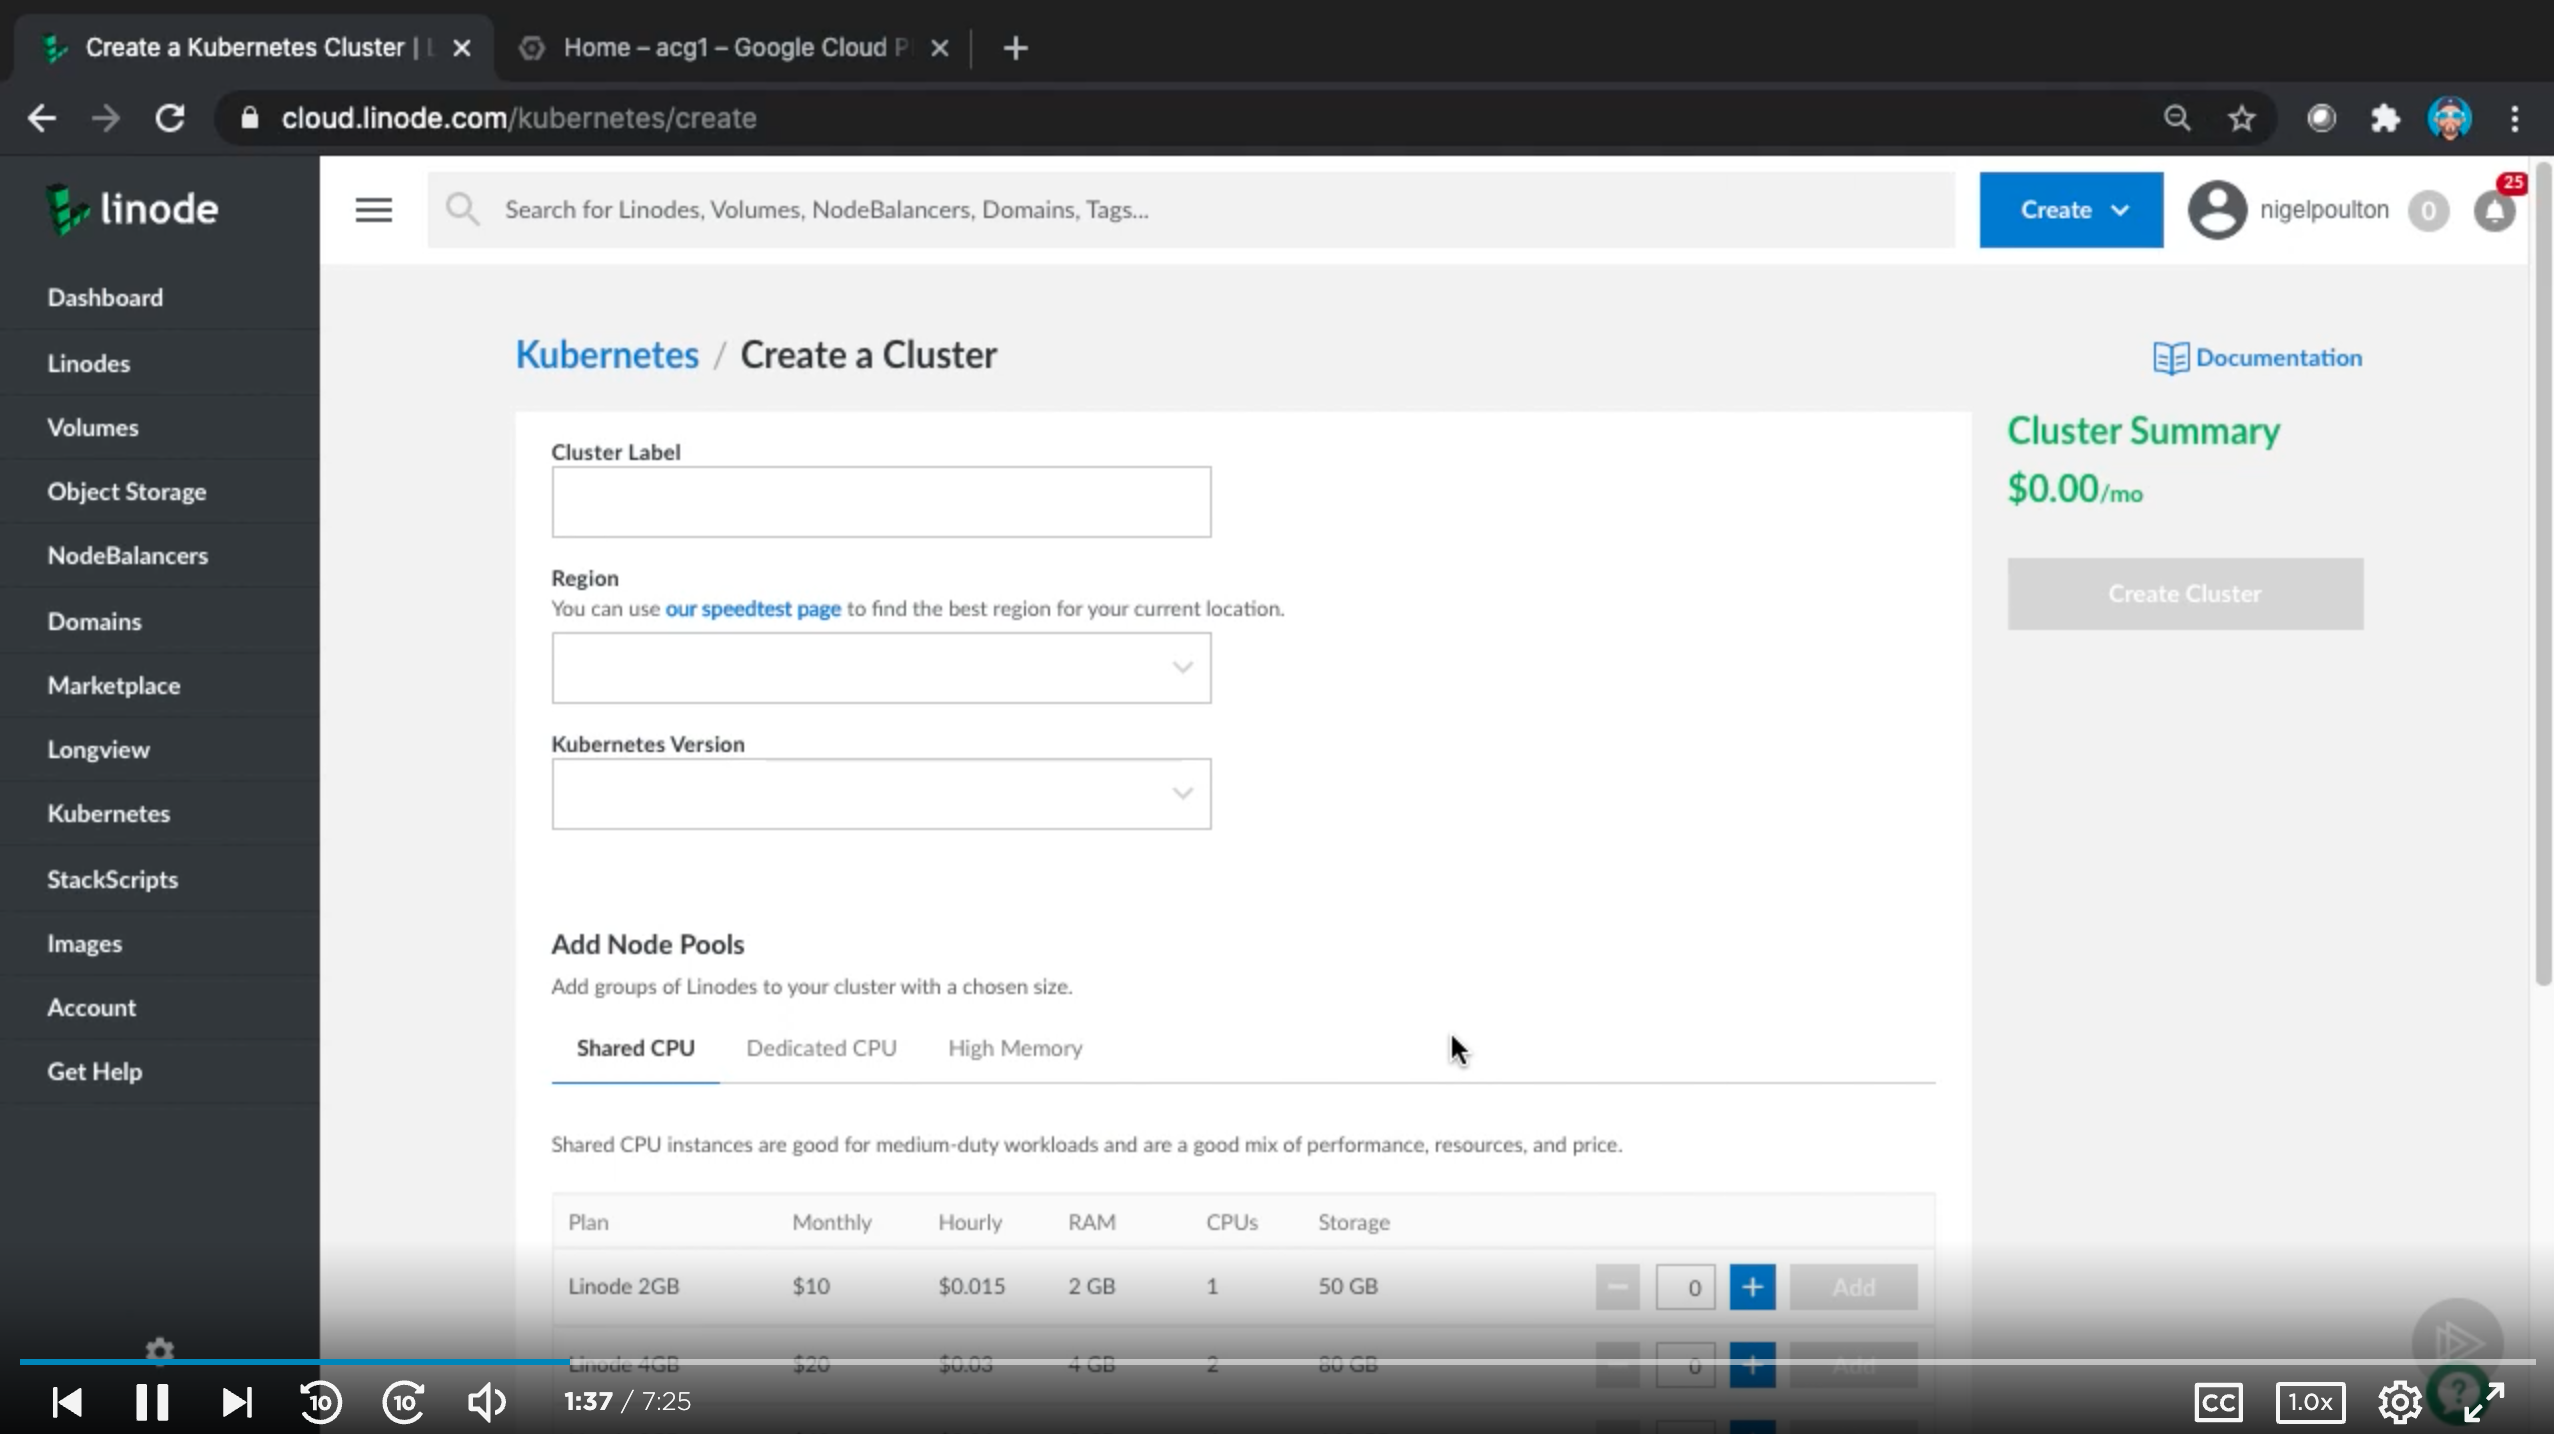 Create a Kubernetes Cluster |
Home – acg1 – Google Cloud P
cloud.linode.com/kubernetes/create
linode
Search for Linodes, Volumes, NodeBalancers, Domains, Tags...
Create
nigelpoulton
0
25
Dashboard
Linodes
Volumes
Object Storage
NodeBalancers
Domains
Marketplace
Longview
Kubernetes
StackScripts
Images
Account
Get Help
Kubernetes / Create a Cluster
Documentation
Cluster Label
Region
You can use our speedtest page to find the best region for your current location.
Kubernetes Version
Cluster Summary
$0.00/mo
Create Cluster
Add Node Pools
Add groups of Linodes to your cluster with a chosen size.
Shared CPU Dedicated CPU High Memory
Shared CPU instances are good for medium-duty workloads and are a good mix of performance, resources, and price.
Plan Monthly Hourly RAM CPUs Storage
Linode 2GB $10 $0.015 2 GB 1 50 GB 0 Add
Linode 4GB $20 $0.03 4 GB 2 80 GB 0 Add
10 10 1:37 / 7:25 CC 1.0x